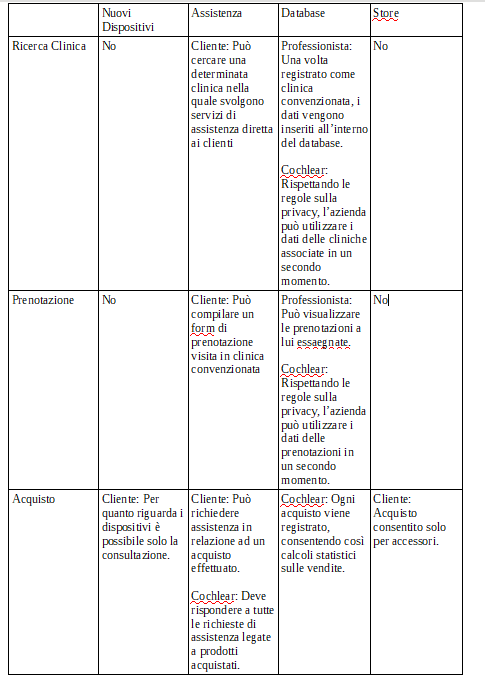 Nuovi
Dispositivi
Assistenza
Database
Store
Ricerca Clinica
No
Cliente: Può
cercare una
determinata
clinica nella
quale svolgono
servizi di
assistenza diretta
ai clienti
Professionista:
Una volta
registrato come
clinica
convenzionata, i
dati vengono
inseriti all’interno
del database.
Cochlear:
Rispettando le
regole sulla
privacy, l’azienda
può utilizzare i
dati delle cliniche
associate in un
secondo
momento.
No
Prenotazione
No
Cliente: Può
compilare un
form di
prenotazione
visita in clinica
convenzionata
Professionista:
Può visualizzare
le prenotazioni a
lui essaegnate.
Cochlear:
Rispettando le
regole sulla
privacy, l’azienda
può utilizzare i
dati delle
prenotazioni in
un secondo
momento.
No
Acquisto
Cliente: Per
quanto riguarda i
dispositivi è
possibile solo la
consultazione.
Cliente: Può
richiedere
assistenza in
relazione ad un
acquisto
effettuato.
Cochlear: Deve
rispondere a tutte
le richieste di
assistenza legate
a prodotti
acquistati.
Cochlear: Ogni
acquisto viene
registrato,
consentendo così
calcoli statistici
sulle vendite.
Cliente:
Acquisto
consentito solo
per accessori.